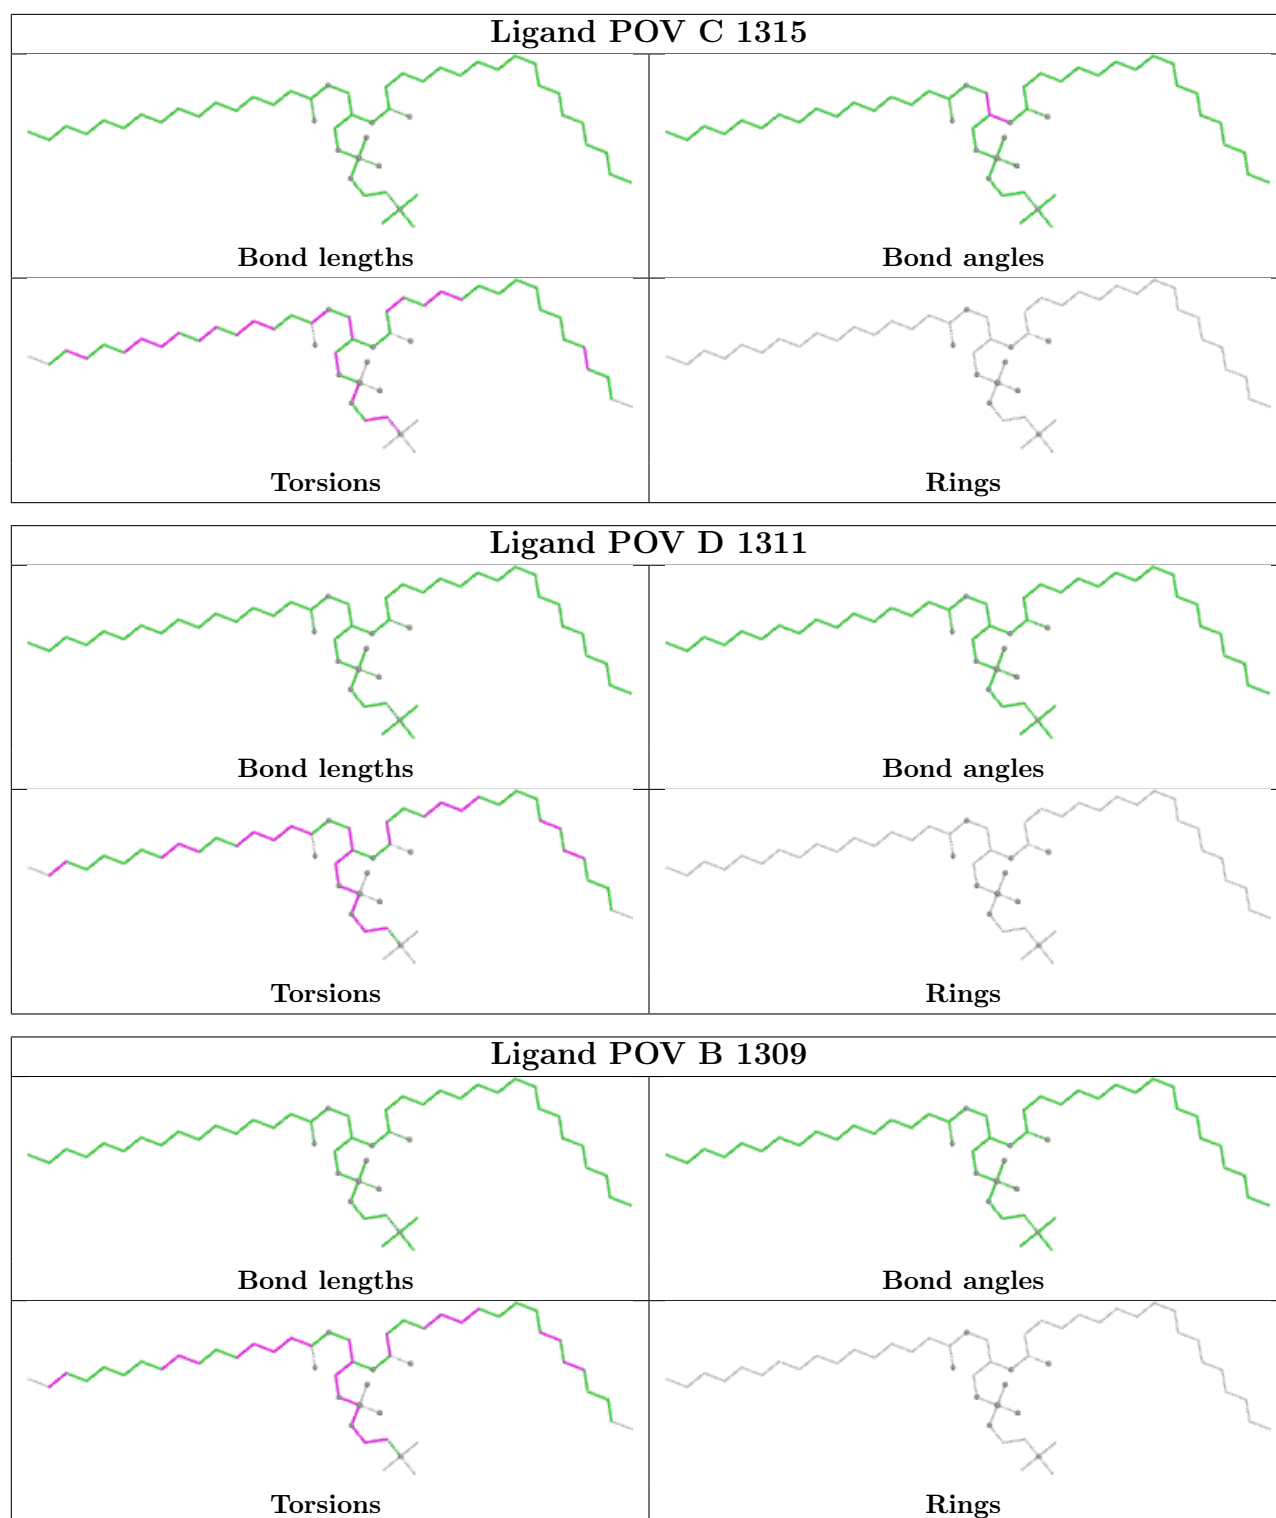 Ligand POV C 1315
Bond lengths
Bond angles
Torsions
Rings
Ligand POV D 1311
Bond lengths
Bond angles
Torsions
Rings
Ligand POV B 1309
Bond lengths
Bond angles
Torsions
Rings